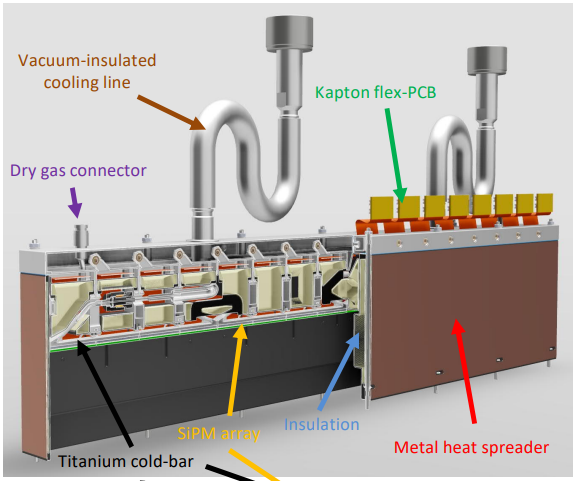 Vacuum-insulated
cooling line
Kapton flex-PCB
Dry gas connector
SiPM array
Insulation
Metal heat spreader
Titanium cold-bar